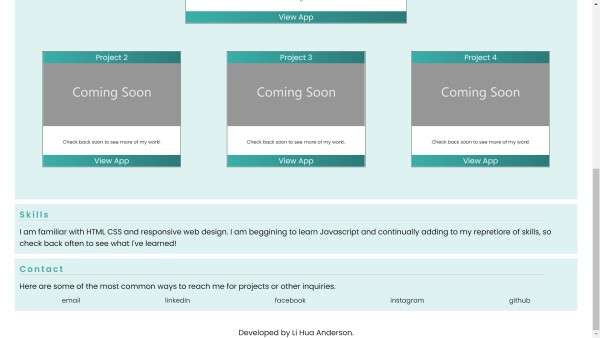 View App
Project 2 Project 3 Project 4
Coming Soon Coming Soon Coming Soon
Check back soon to see more of my work! Check back soon to see more of my work!. Check back soon to see more of my work!
View App View App View App
Skills
I am familiar with HTML CSS and responsive web design. I am beggining to learn Javascript and continually adding to my repretiore of skills, so
check back often to see what I've learned!
Contact
Here are some of the most common ways to reach me for projects or other inquiries.
email linkedin facebook instagram github
Developed by Li Hua Anderson.